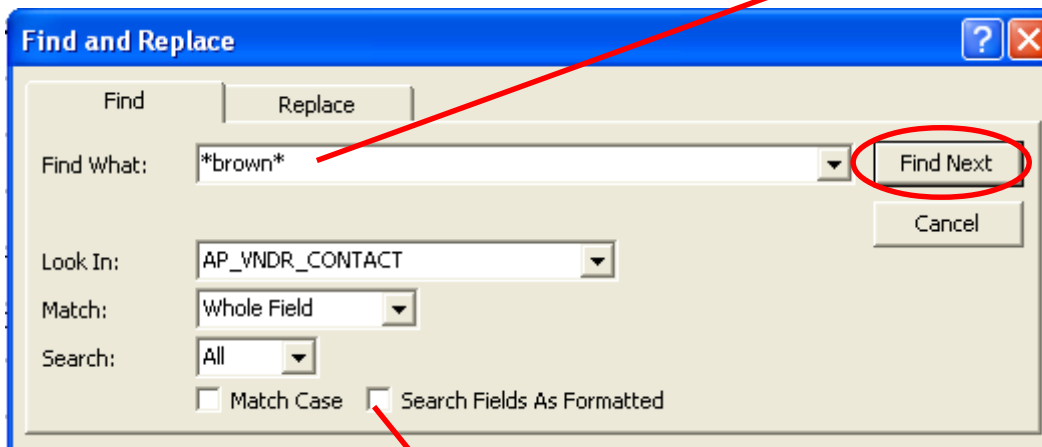 Find and Replace
Find Replace
Find What: *brown* Find Next
Cancel
Look In: AP_VNDR_CONTACT
Match: Whole Field
Search: All
Match Case Search Fields As Formatted